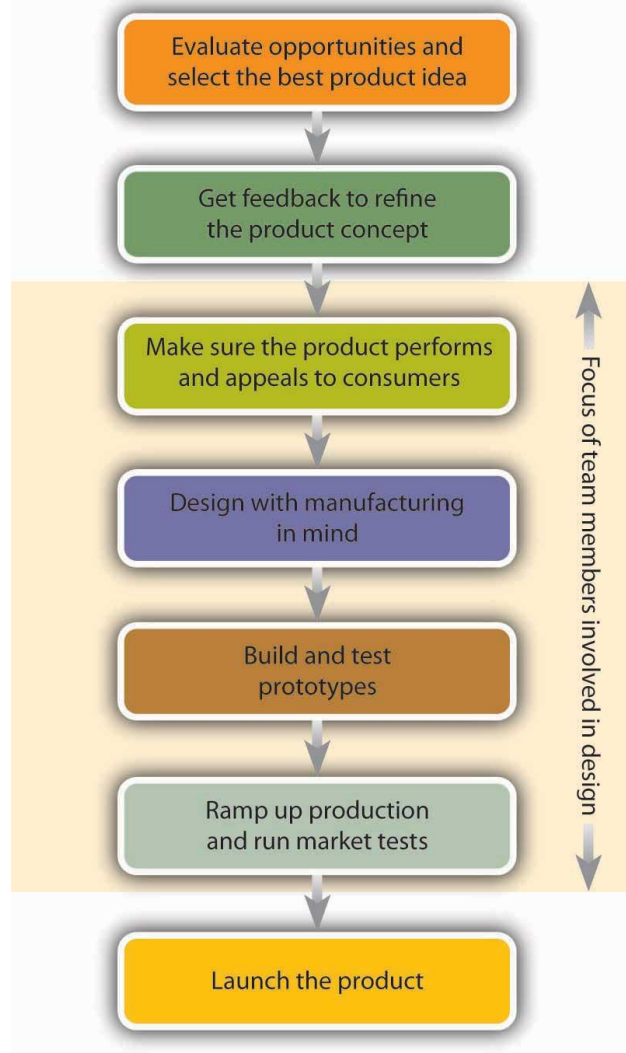 Evaluate opportunities and
select the best product idea
Get feedback to refine
the product concept
Make sure the product performs
and appeals to consumers
Design with manufacturing
in mind
Build and test
prototypes
Ramp up production
and run market tests
Launch the product
Focus of team members involved in design